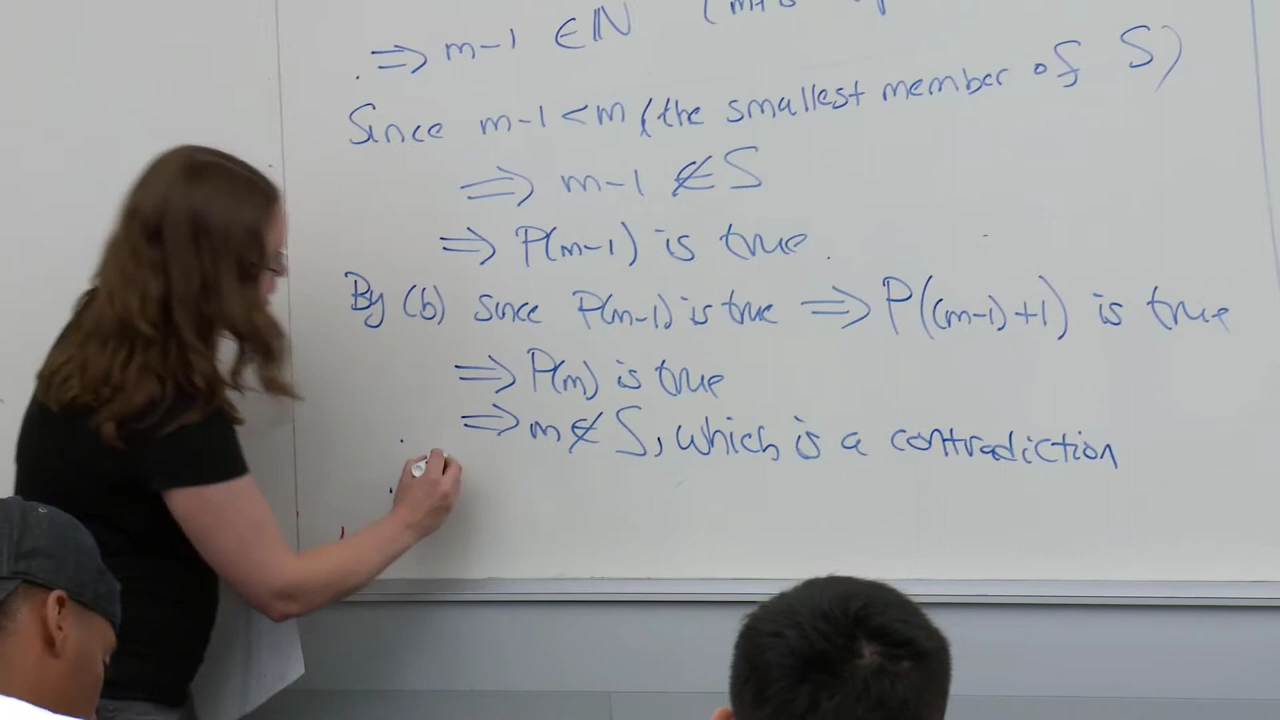 ⟹ m-1 ∈ ℕ (
Since m-1 < m (the smallest member of S)
⟹ m-1 ∉ S
⟹ P(m-1) is true.
By (b) since P(m-1) is true ⟹ P((m-1)+1) is true
⟹ P(m) is true
⟹ m ∉ S, which is a contradiction